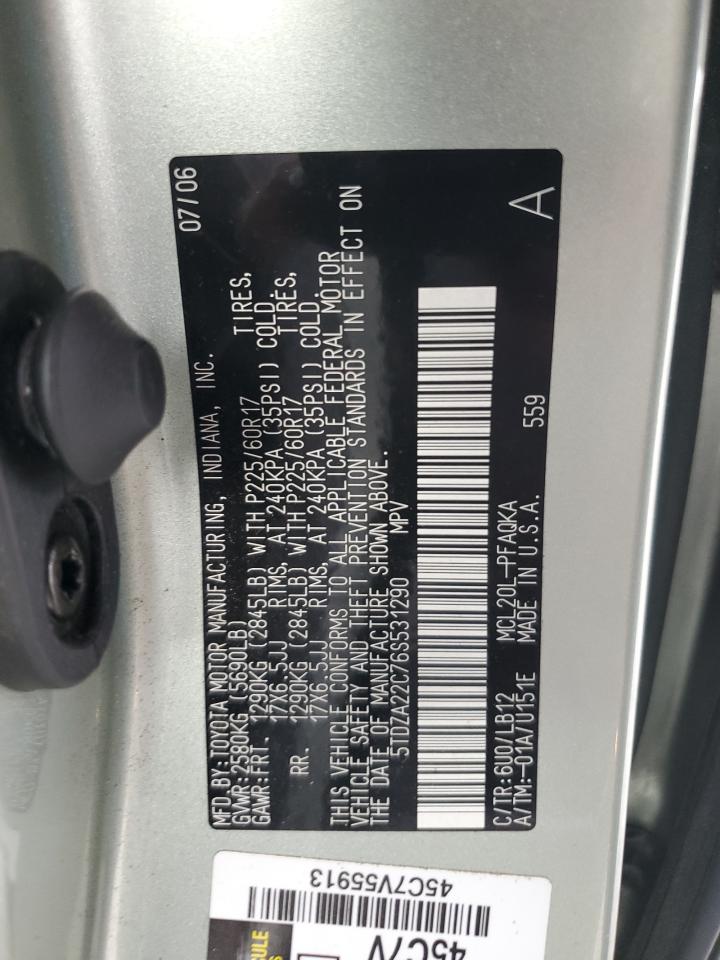 MFD.BY:TOYOTA MOTOR MANUFACTURING, INDIANA, INC. 07/06
GVWR:2580KG (5690LB)
GAWR:FRT. 1290KG (2845LB) WITH P225/60R17 TIRES,
17X6.5JJ RIMS, AT 240KPA (35PSI) COLD
RR. 1290KG (2845LB) WITH P225/60R17 TIRES,
17X6.5JJ RIMS, AT 240KPA (35PSI) COLD.
THIS VEHICLE CONFORMS TO ALL APPLICABLE FEDERAL MOTOR
VEHICLE SAFETY AND THEFT PREVENTION STANDARDS IN EFFECT ON
THE DATE OF MANUFACTURE SHOWN ABOVE.
5TDZA22C76S531290 MPV
C/TR:6U0/LB12 MCL20L-PFAQKA 559
A/TM:-01A/U151E MADE IN U.S.A. A
45C7V55913
45C7V